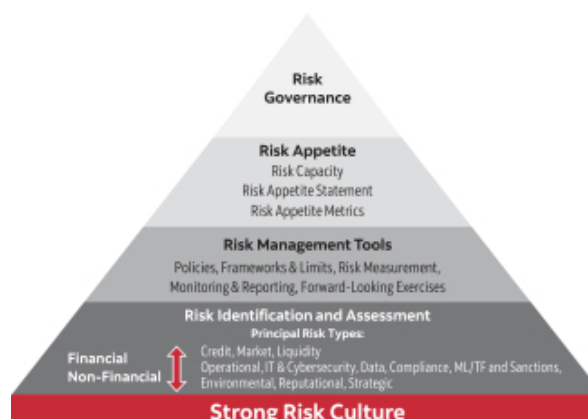 Risk
Governance
Risk Appetite
Risk Capacity
Risk Appetite Statement
Risk Appetite Metrics
Risk Management Tools
Policies, Frameworks & Limits, Risk Measurement,
Monitoring & Reporting, Forward-Looking Exercises
Risk Identification and Assessment
Principal Risk Types:
Financial
Credit, Market, Liquidity
Non-Financial
Operational, IT & Cybersecurity, Data, Compliance, ML/TF and Sanctions,
Environmental, Reputational, Strategic
Strong Risk Culture